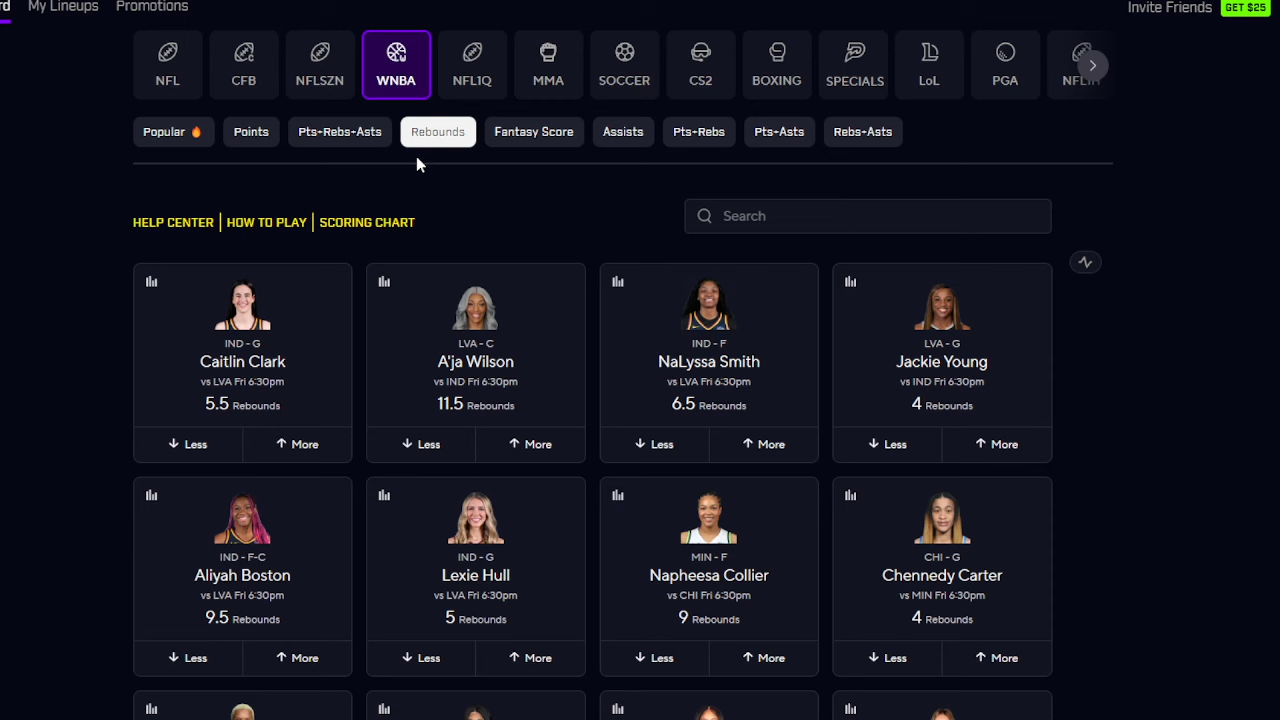 My Lineups Promotions Invite Friends GET $25
NFL CFB NFLSZN WNBA NFL1Q MMA SOCCER CS2 BOXING SPECIALS LoL PGA
Popular Points Pts+Rebs+Asts Rebounds Fantasy Score Assists Pts+Rebs Pts+Asts Rebs+Asts
HELP CENTER | HOW TO PLAY | SCORING CHART Search
IND - G LVA - C IND - F LVA - G
Caitlin Clark A'ja Wilson NaLyssa Smith Jackie Young
vs LVA Fri 6:30pm vs IND Fri 6:30pm vs LVA Fri 6:30pm vs IND Fri 6:30pm
5.5 Rebounds 11.5 Rebounds 6.5 Rebounds 4 Rebounds
Less More Less More Less More Less More
IND - F-C IND - G MIN - F CHI - G
Aliyah Boston Lexie Hull Napheesa Collier Chennedy Carter
vs LVA Fri 6:30pm vs LVA Fri 6:30pm vs CHI Fri 6:30pm vs MIN Fri 6:30pm
9.5 Rebounds 5 Rebounds 9 Rebounds 4 Rebounds
Less More Less More Less More Less More